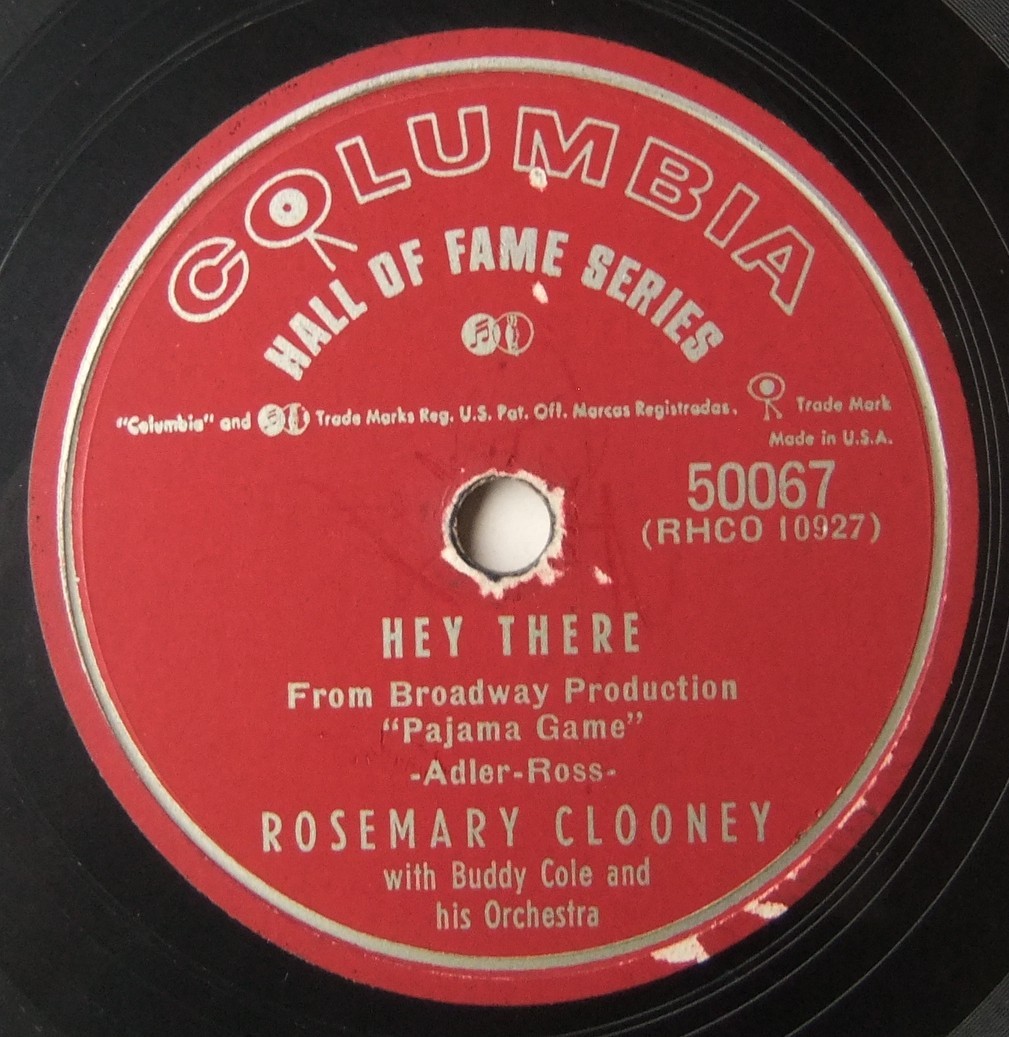 COLUMBIA
HALL OF FAME SERIES
"Columbia" and Trade Marks Reg. U.S. Pat. Off. Marcas Registradas. Trade Mark
Made in U.S.A.
50067
(RHCO 10927)
HEY THERE
From Broadway Production
"Pajama Game"
-Adler-Ross-
ROSEMARY CLOONEY
with Buddy Cole and
his Orchestra